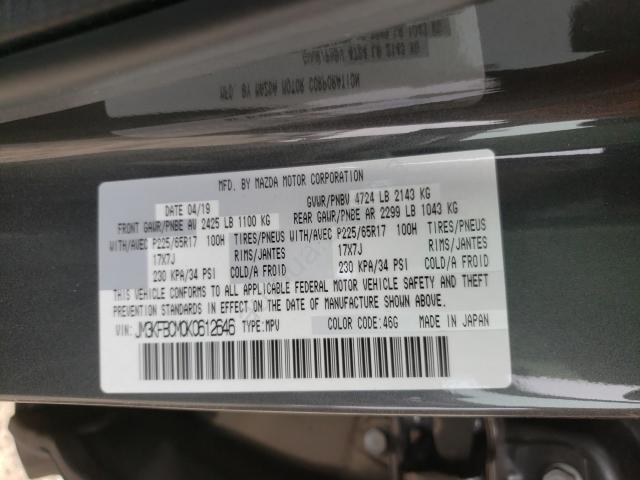 MFD. BY MAZDA MOTOR CORPORATION
DATE 04/19 GVWR/PNBV 4724 LB 2143 KG
FRONT GAWR/PNBE AV 2425 LB 1100 KG REAR GAWR/PNBE AR 2299 LB 1043 KG
WITH/AVEC P225/65R17 100H TIRES/PNEUS WITH/AVEC P225/65R17 100H TIRES/PNEUS
17X7J RIMS/JANTES 17X7J RIMS/JANTES
230 KPA/34 PSI COLD/A FROID 230 KPA/34 PSI COLD/A FROID
THIS VEHICLE CONFORMS TO ALL APPLICABLE FEDERAL MOTOR VEHICLE SAFETY AND THEFT
PREVENTION STANDARDS IN EFFECT ON THE DATE OF MANUFACTURE SHOWN ABOVE.
VIN: JM3KFBCM0K0612646 TYPE: MPV COLOR CODE: 46G MADE IN JAPAN